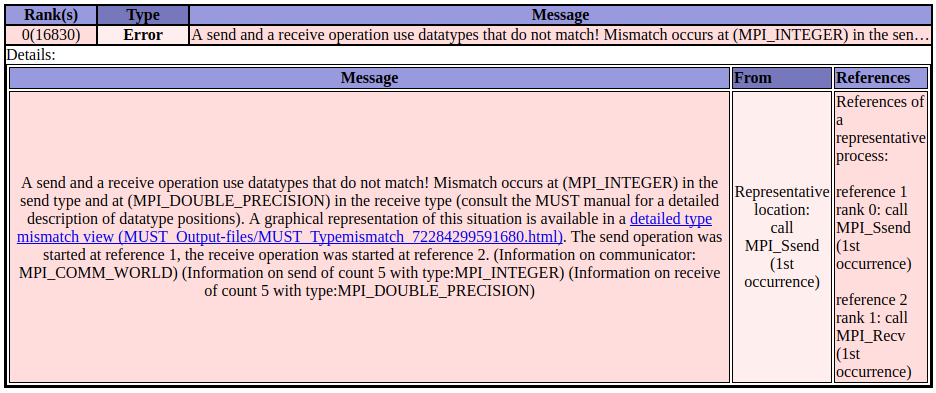 Rank(s) Type Message
0(16830) Error A send and a receive operation use datatypes that do not match! Mismatch occurs at (MPI_INTEGER) in the sen…
Details:
Message From References
A send and a receive operation use datatypes that do not match! Mismatch occurs at (MPI_INTEGER) in the
send type and at (MPI_DOUBLE_PRECISION) in the receive type (consult the MUST manual for a detailed
description of datatype positions). A graphical representation of this situation is available in a detailed type
mismatch view (MUST_Output-files/MUST_Typemismatch_72284299591680.html). The send operation was
started at reference 1, the receive operation was started at reference 2. (Information on communicator:
MPI_COMM_WORLD) (Information on send of count 5 with type:MPI_INTEGER) (Information on receive
of count 5 with type:MPI_DOUBLE_PRECISION)
Representative
location:
call
MPI_Ssend
(1st
occurrence)
References of
a
representative
process:
reference 1
rank 0: call
MPI_Ssend
(1st
occurrence)
reference 2
rank 1: call
MPI_Recv
(1st
occurrence)